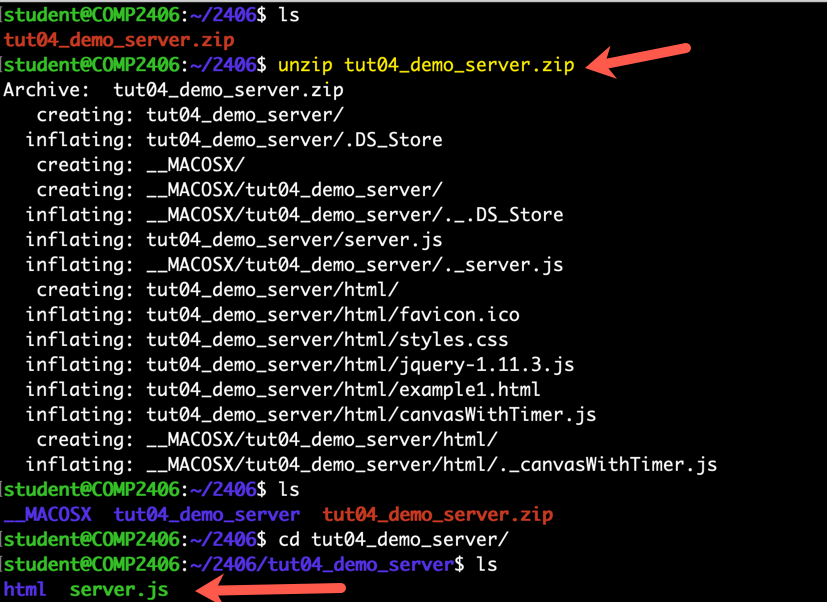 student@COMP2406:~/2406$ ls
tut04_demo_server.zip
student@COMP2406:~/2406$ unzip tut04_demo_server.zip
Archive:  tut04_demo_server.zip
   creating: tut04_demo_server/
  inflating: tut04_demo_server/.DS_Store
   creating: __MACOSX/
   creating: __MACOSX/tut04_demo_server/
  inflating: __MACOSX/tut04_demo_server/._.DS_Store
  inflating: tut04_demo_server/server.js
  inflating: __MACOSX/tut04_demo_server/._server.js
   creating: tut04_demo_server/html/
  inflating: tut04_demo_server/html/favicon.ico
  inflating: tut04_demo_server/html/styles.css
  inflating: tut04_demo_server/html/jquery-1.11.3.js
  inflating: tut04_demo_server/html/example1.html
  inflating: tut04_demo_server/html/canvasWithTimer.js
   creating: __MACOSX/tut04_demo_server/html/
  inflating: __MACOSX/tut04_demo_server/html/._canvasWithTimer.js
student@COMP2406:~/2406$ ls
__MACOSX  tut04_demo_server  tut04_demo_server.zip
student@COMP2406:~/2406$ cd tut04_demo_server/
student@COMP2406:~/2406/tut04_demo_server$ ls
html  server.js